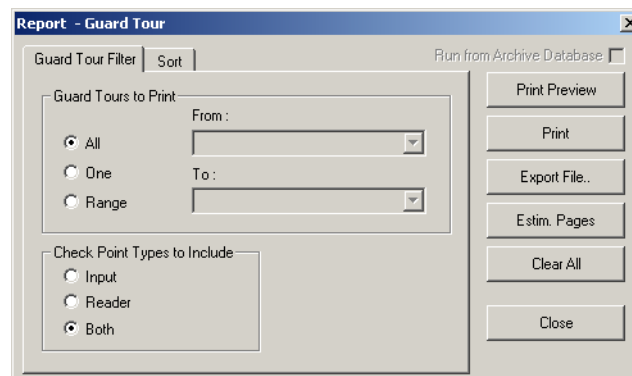 Report - Guard Tour
Guard Tour Filter
Sort
Run from Archive Database
Guard Tours to Print
From :
All
One
To :
Range
Check Point Types to Include
Input
Reader
Both
Print Preview
Print
Export File..
Estim. Pages
Clear All
Close